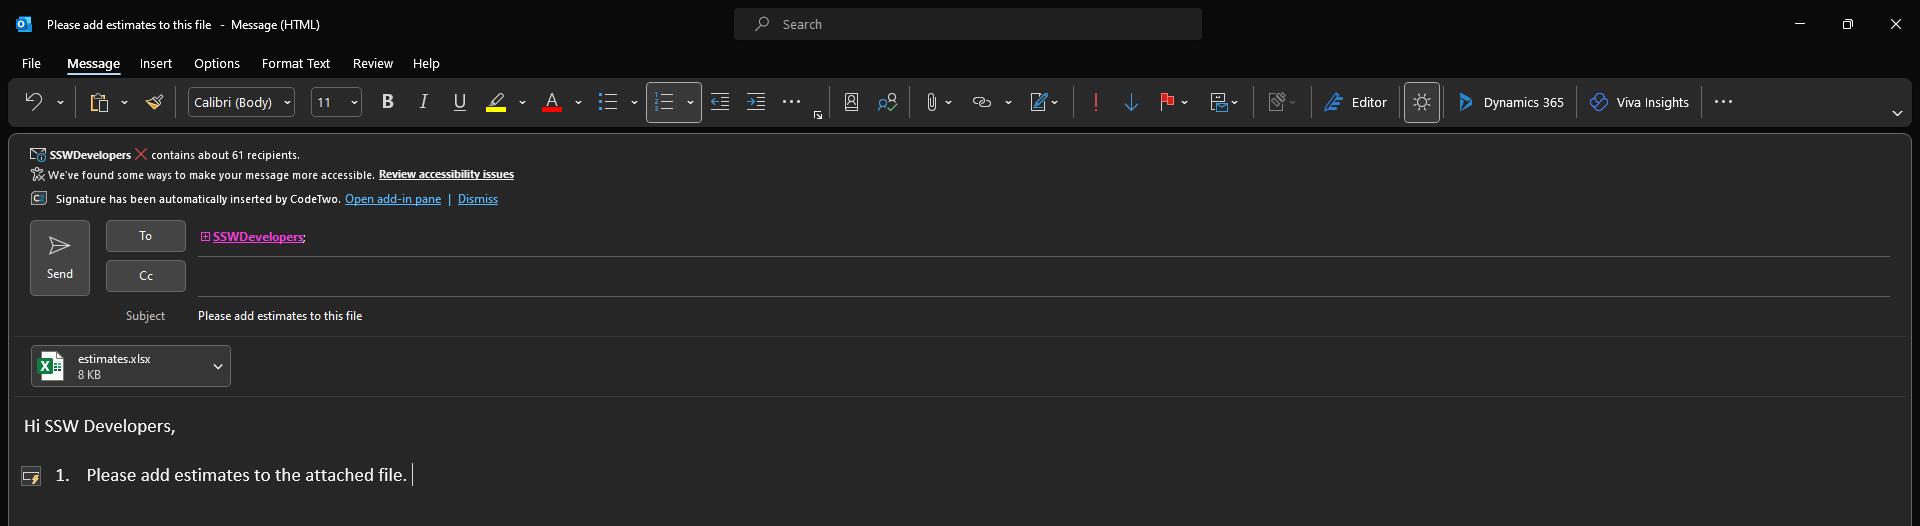 Please add estimates to this file - Message (HTML)
Search
File Message Insert Options Format Text Review Help
Calibri (Body) 11 B I U A Editor Dynamics 365 Viva Insights
SSWDevelopers contains about 61 recipients.
We've found some ways to make your message more accessible. Review accessibility issues
Signature has been automatically inserted by CodeTwo. Open add-in pane | Dismiss
Send
To SSWDevelopers;
Cc
Subject Please add estimates to this file
estimates.xlsx
8 KB
Hi SSW Developers,
1. Please add estimates to the attached file.